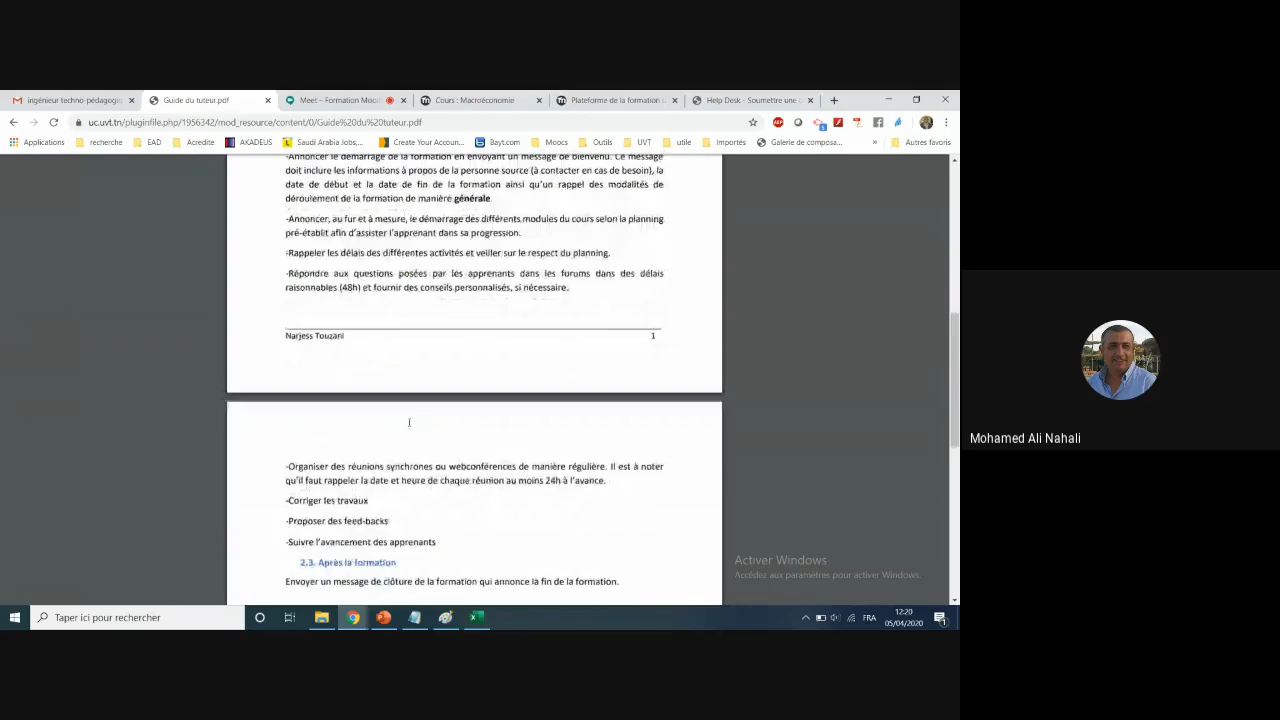 ingénieur techno-pédagogiq
Guide du tuteur.pdf
Meet – Formation Mood
Cours : Macroéconomie
Plateforme de la formation
Help Desk - Soumettre une
uc.uvt.tn/pluginfile.php/1956342/mod_resource/content/0/Guide%20du%20tuteur.pdf
Applications
recherche
EAD
Acredite
AKADEUS
Saudi Arabia Jobs,...
Create Your Accoun...
Bayt.com
Moocs
Outils
UVT
utile
Importés
Galerie de composa...
»
Autres favoris
-Annoncer le démarrage de la formation en envoyant un message de bienvenu. Ce message
doit inclure les informations à propos de la personne source (à contacter en cas de besoin), la
date de début et la date de fin de la formation ainsi qu'un rappel des modalités de
déroulement de la formation de manière générale.
-Annoncer, au fur et à mesure, le démarrage des différents modules du cours selon la planning
pré-établit afin d'assister l'apprenant dans sa progression.
-Rappeler les délais des différentes activités et veiller sur le respect du planning.
-Répondre aux questions posées par les apprenants dans les forums dans des délais
raisonnables (48h) et fournir des conseils personnalisés, si nécessaire.
Narjess Touzani 1
-Organiser des réunions synchrones ou webconférences de manière régulière. Il est à noter
qu'il faut rappeler la date et heure de chaque réunion au moins 24h à l'avance.
-Corriger les travaux
-Proposer des feed-backs
-Suivre l'avancement des apprenants
2.3. Après la formation
Envoyer un message de clôture de la formation qui annonce la fin de la formation.
Activer Windows
Accédez aux paramètres pour activer Windows.
Mohamed Ali Nahali
Taper ici pour rechercher
FRA
12:20
05/04/2020